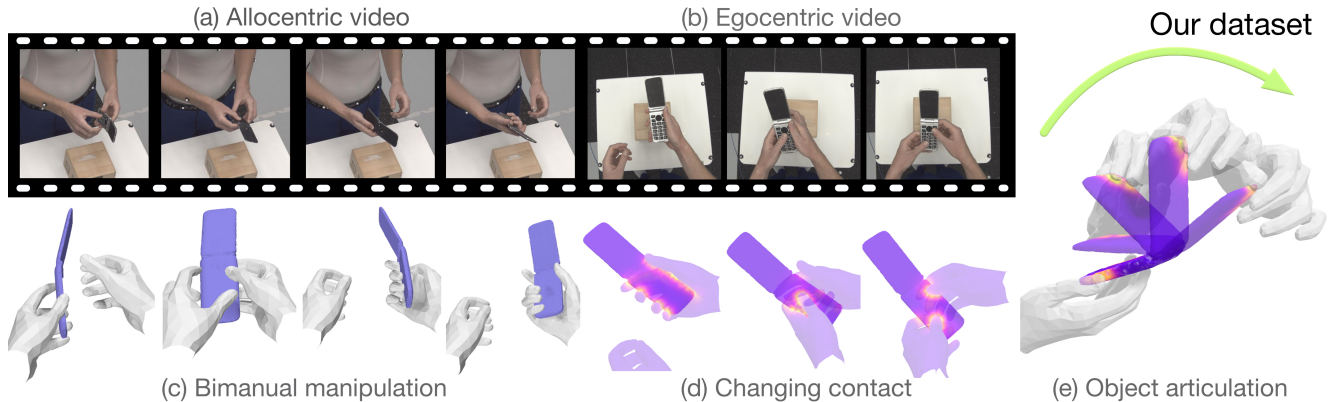 (a) Allocentric video
(b) Egocentric video
Our dataset
(c) Bimanual manipulation
(d) Changing contact
(e) Object articulation